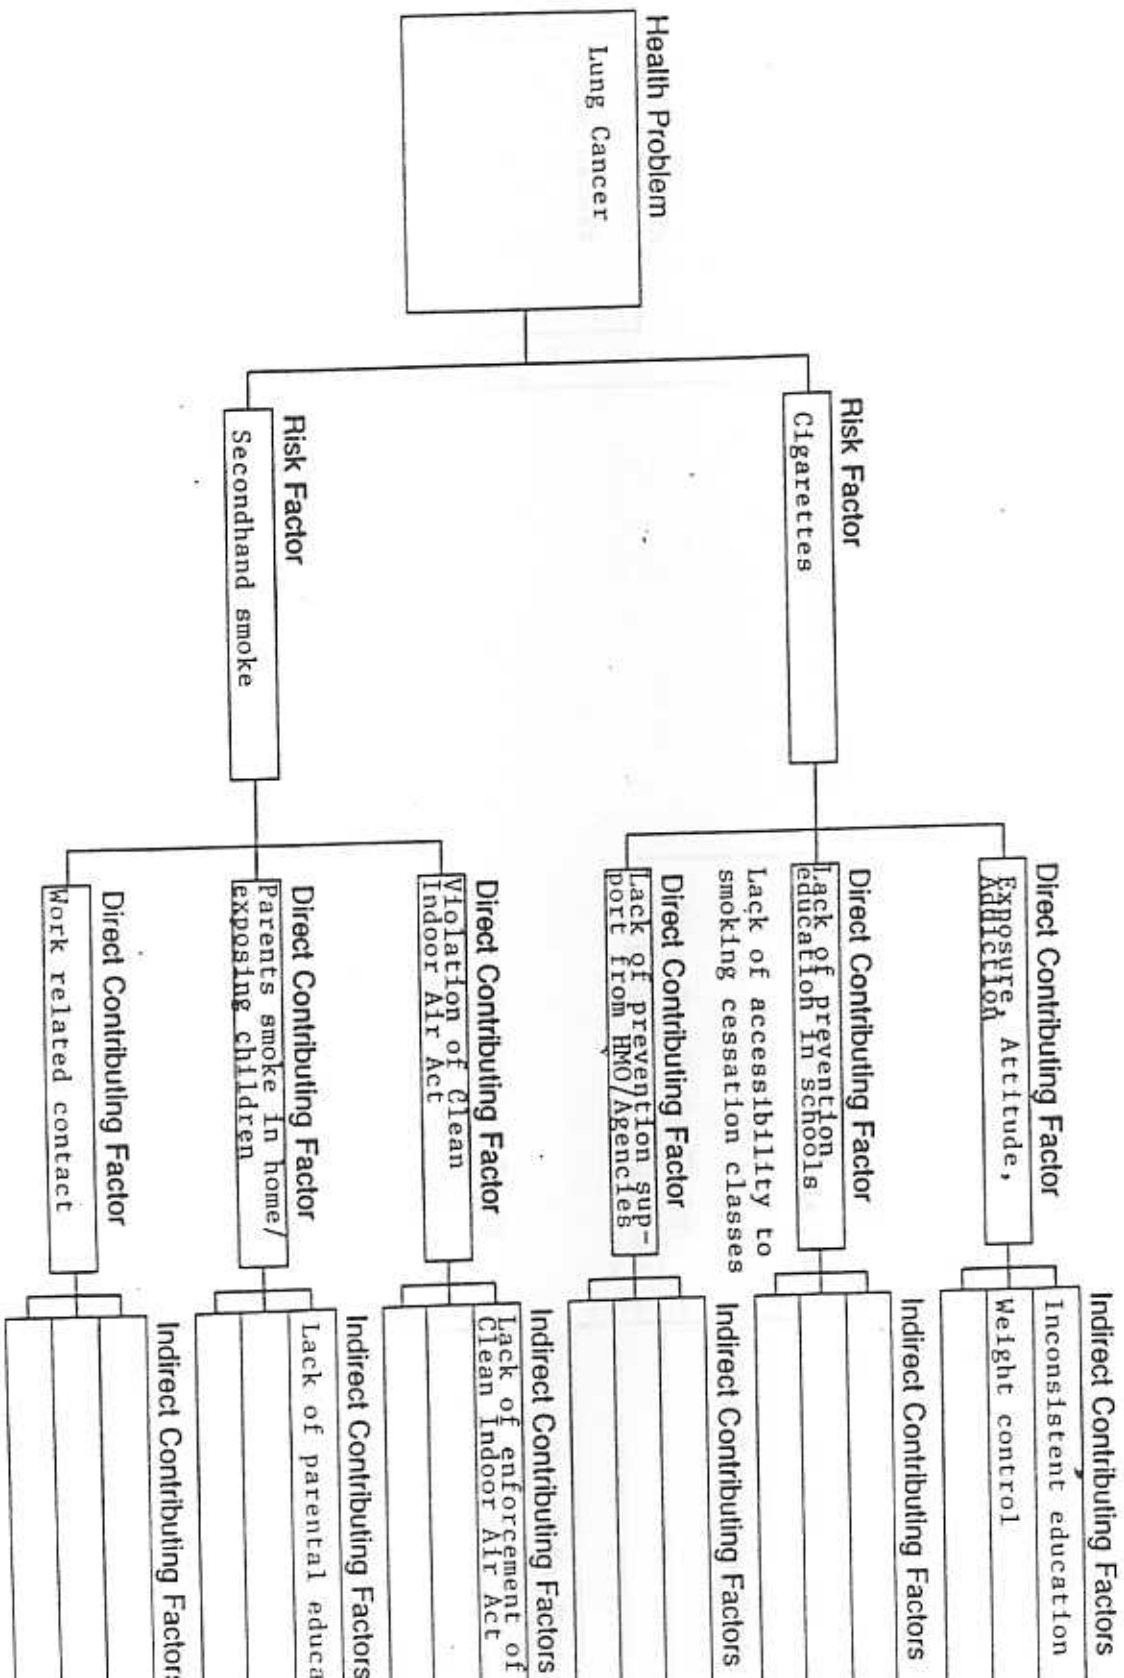 Health Problem
Lung Cancer
Risk Factor
Cigarettes
Direct Contributing Factor
Exposure, Attitude,
Addiction
Indirect Contributing Factors
Inconsistent education
Weight control
Direct Contributing Factor
Lack of prevention
education in schools
Indirect Contributing Factors
Lack of accessibility to
smoking cessation classes
Direct Contributing Factor
Lack of prevention sup-
port from HMO/Agencies
Indirect Contributing Factors
Risk Factor
Secondhand smoke
Direct Contributing Factor
Violation of Clean
Indoor Air Act
Indirect Contributing Factors
Lack of enforcement of
Clean Indoor Air Act
Direct Contributing Factor
Parents smoke in home/
exposing children
Indirect Contributing Factors
Lack of parental educa
Direct Contributing Factor
Work related contact
Indirect Contributing Factors